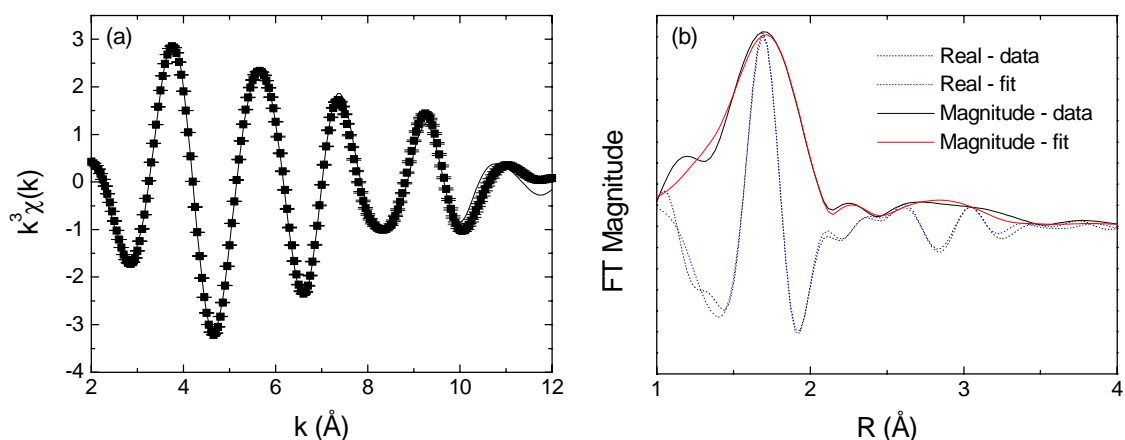 (a)
3
2
1
0
-1
-2
-3
-4
k³χ(k)
2
4
6
8
10
12
k (Å)
(b)
Real - data
Real - fit
Magnitude - data
Magnitude - fit
FT Magnitude
1
2
3
4
R (Å)